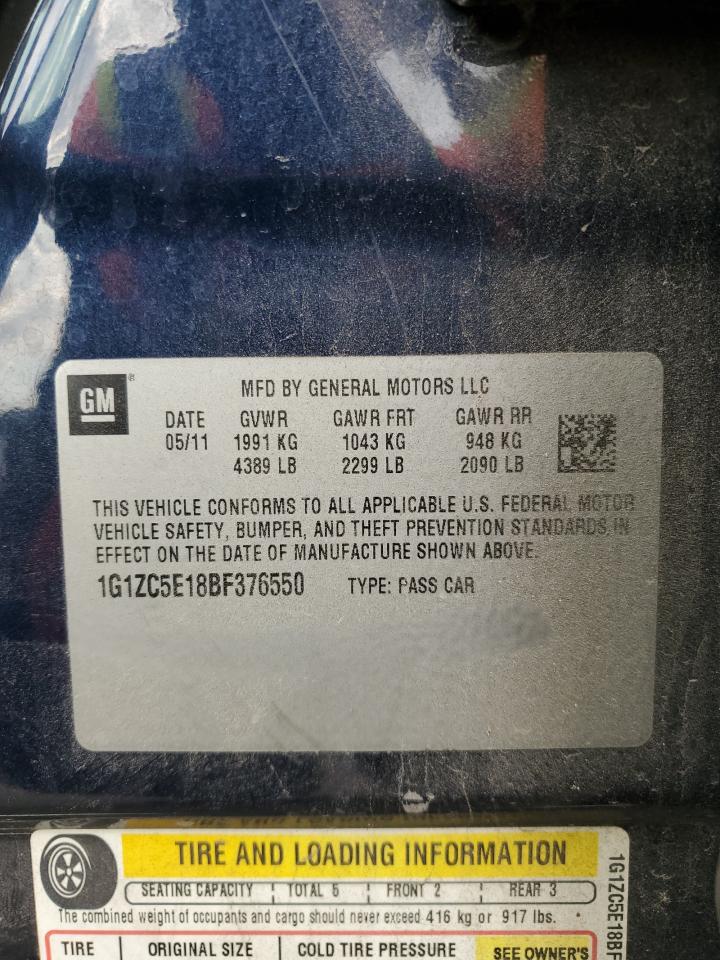 GM ®
MFD BY GENERAL MOTORS LLC
DATE GVWR GAWR FRT GAWR RR
05/11 1991 KG 1043 KG 948 KG
4389 LB 2299 LB 2090 LB
THIS VEHICLE CONFORMS TO ALL APPLICABLE U.S. FEDERAL MOTOR
VEHICLE SAFETY, BUMPER, AND THEFT PREVENTION STANDARDS IN
EFFECT ON THE DATE OF MANUFACTURE SHOWN ABOVE.
1G1ZC5E18BF376550 TYPE: PASS CAR
TIRE AND LOADING INFORMATION
SEATING CAPACITY TOTAL 5 FRONT 2 REAR 3
The combined weight of occupants and cargo should never exceed 416 kg or 917 lbs.
TIRE ORIGINAL SIZE COLD TIRE PRESSURE SEE OWNER'S
1G1ZC5E18BF